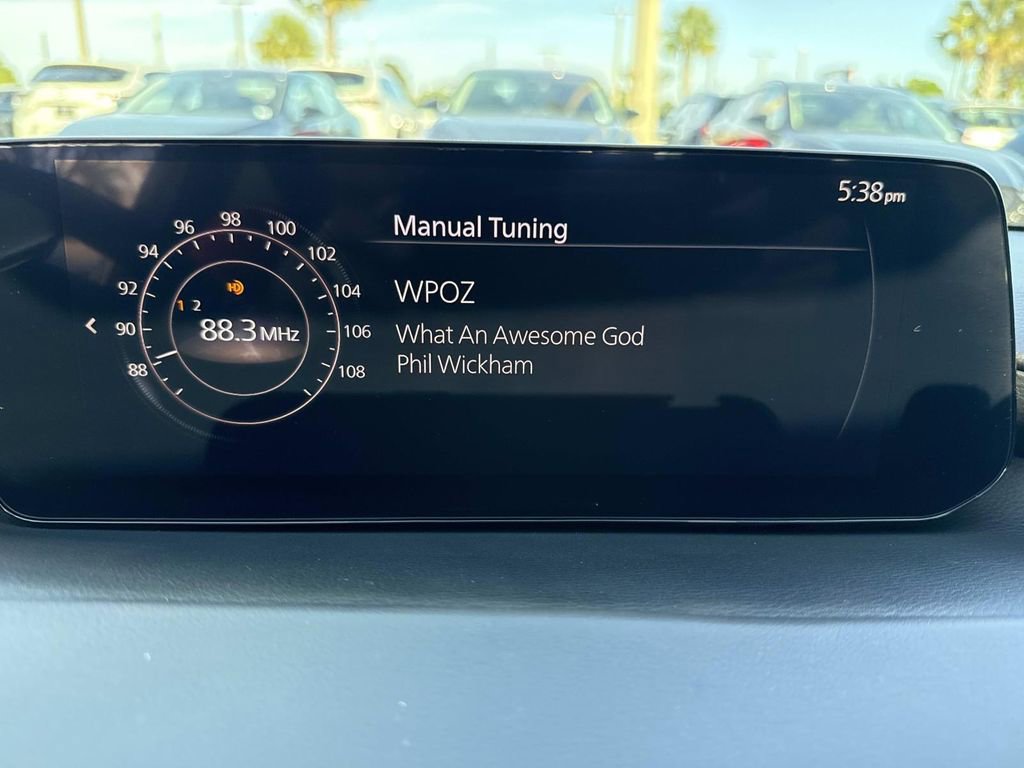 5:38pm
Manual Tuning
WPOZ
What An Awesome God
Phil Wickham
88 90 92 94 96 98 100 102 104 106 108
HD
1 2
88.3 MHz